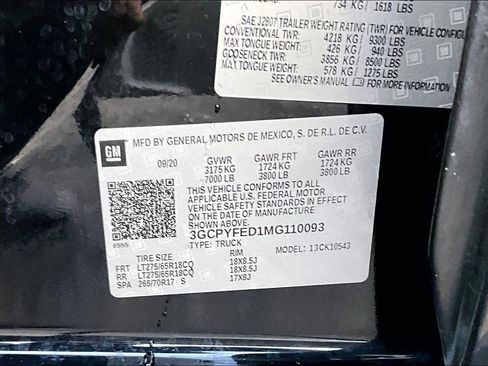 734 KG / 1618 LBS
SAE J2807 TRAILER WEIGHT RATING (TWR) FOR VEHICLE CONFIGURA
CONVENTIONAL TWR: 4218 KG / 9300 LBS
MAX TONGUE WT: 426 KG / 940 LBS
GOOSENECK TWR: 3856 KG / 8500 LBS
MAX TONGUE WT: 578 KG / 1275 LBS
SEE OWNER'S MANUAL FOR MORE INFORMATION
GM MFD BY GENERAL MOTORS DE MEXICO, S. DE R.L. DE C.V.
09/20 GVWR GAWR FRT GAWR RR
3175 KG 1724 KG 1724 KG
7000 LB 3800 LB 3800 LB
THIS VEHICLE CONFORMS TO ALL
APPLICABLE U.S. FEDERAL MOTOR
VEHICLE SAFETY STANDARDS IN
EFFECT ON THE DATE OF
MANUFACTURE SHOWN ABOVE.
3GCPYFED1MG110093
8555 TYPE: TRUCK MODEL: 13CK10543
TIRE SIZE RIM
FRT LT275/65R18CQ 18X8.5J
RR LT275/65R18CQ 18X8.5J
SPA 265/70R17 S 17X8J